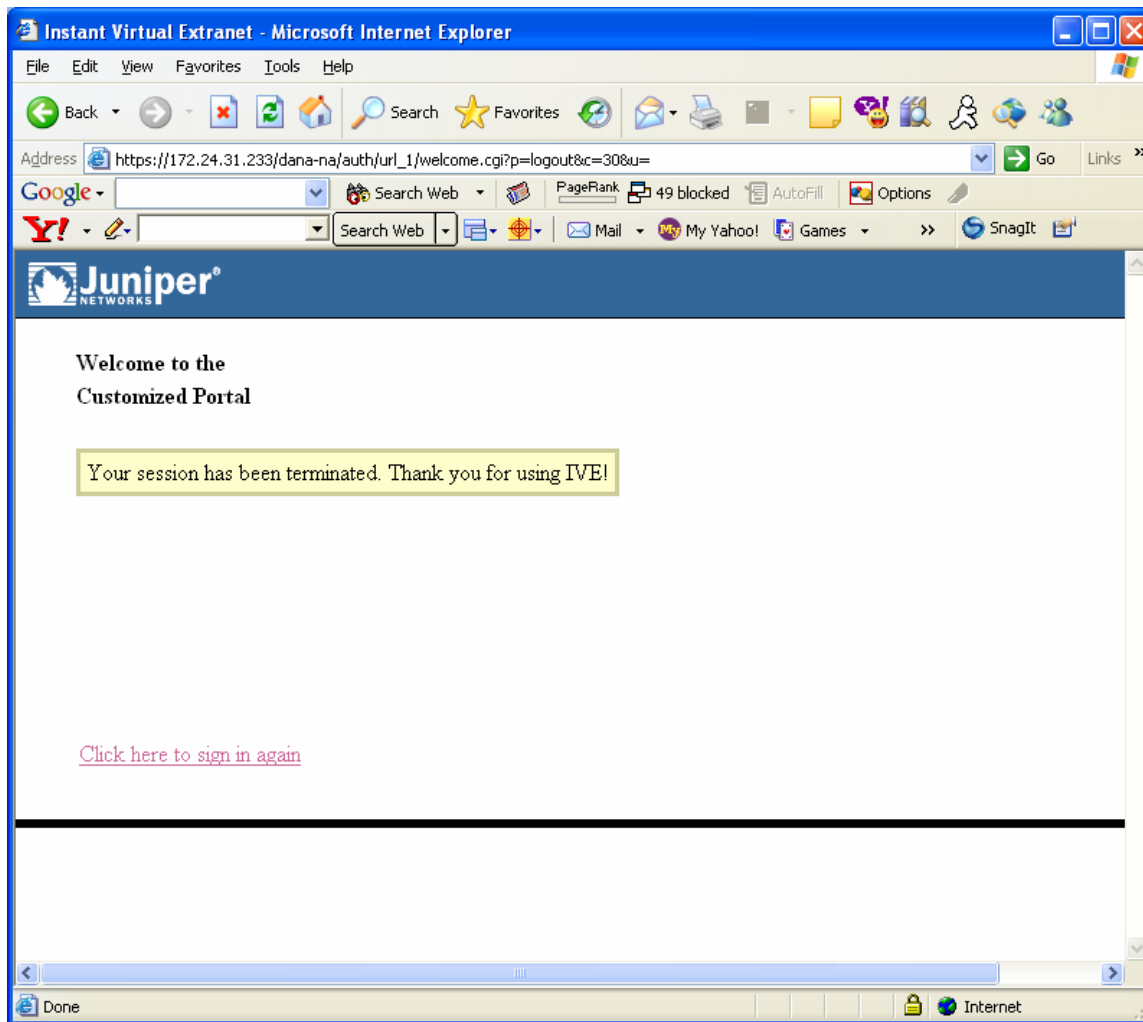 Instant Virtual Extranet - Microsoft Internet Explorer
File Edit View Favorites Tools Help
Back Search Favorites
Address https://172.24.31.233/dana-na/auth/url_1/welcome.cgi?p=logout&c=30&u= Go Links »
Google Search Web PageRank 49 blocked AutoFill Options
Y! Search Web Mail My My Yahoo! Games » SnagIt
Juniper®
NETWORKS
Welcome to the
Customized Portal
Your session has been terminated. Thank you for using IVE!
Click here to sign in again
Done Internet